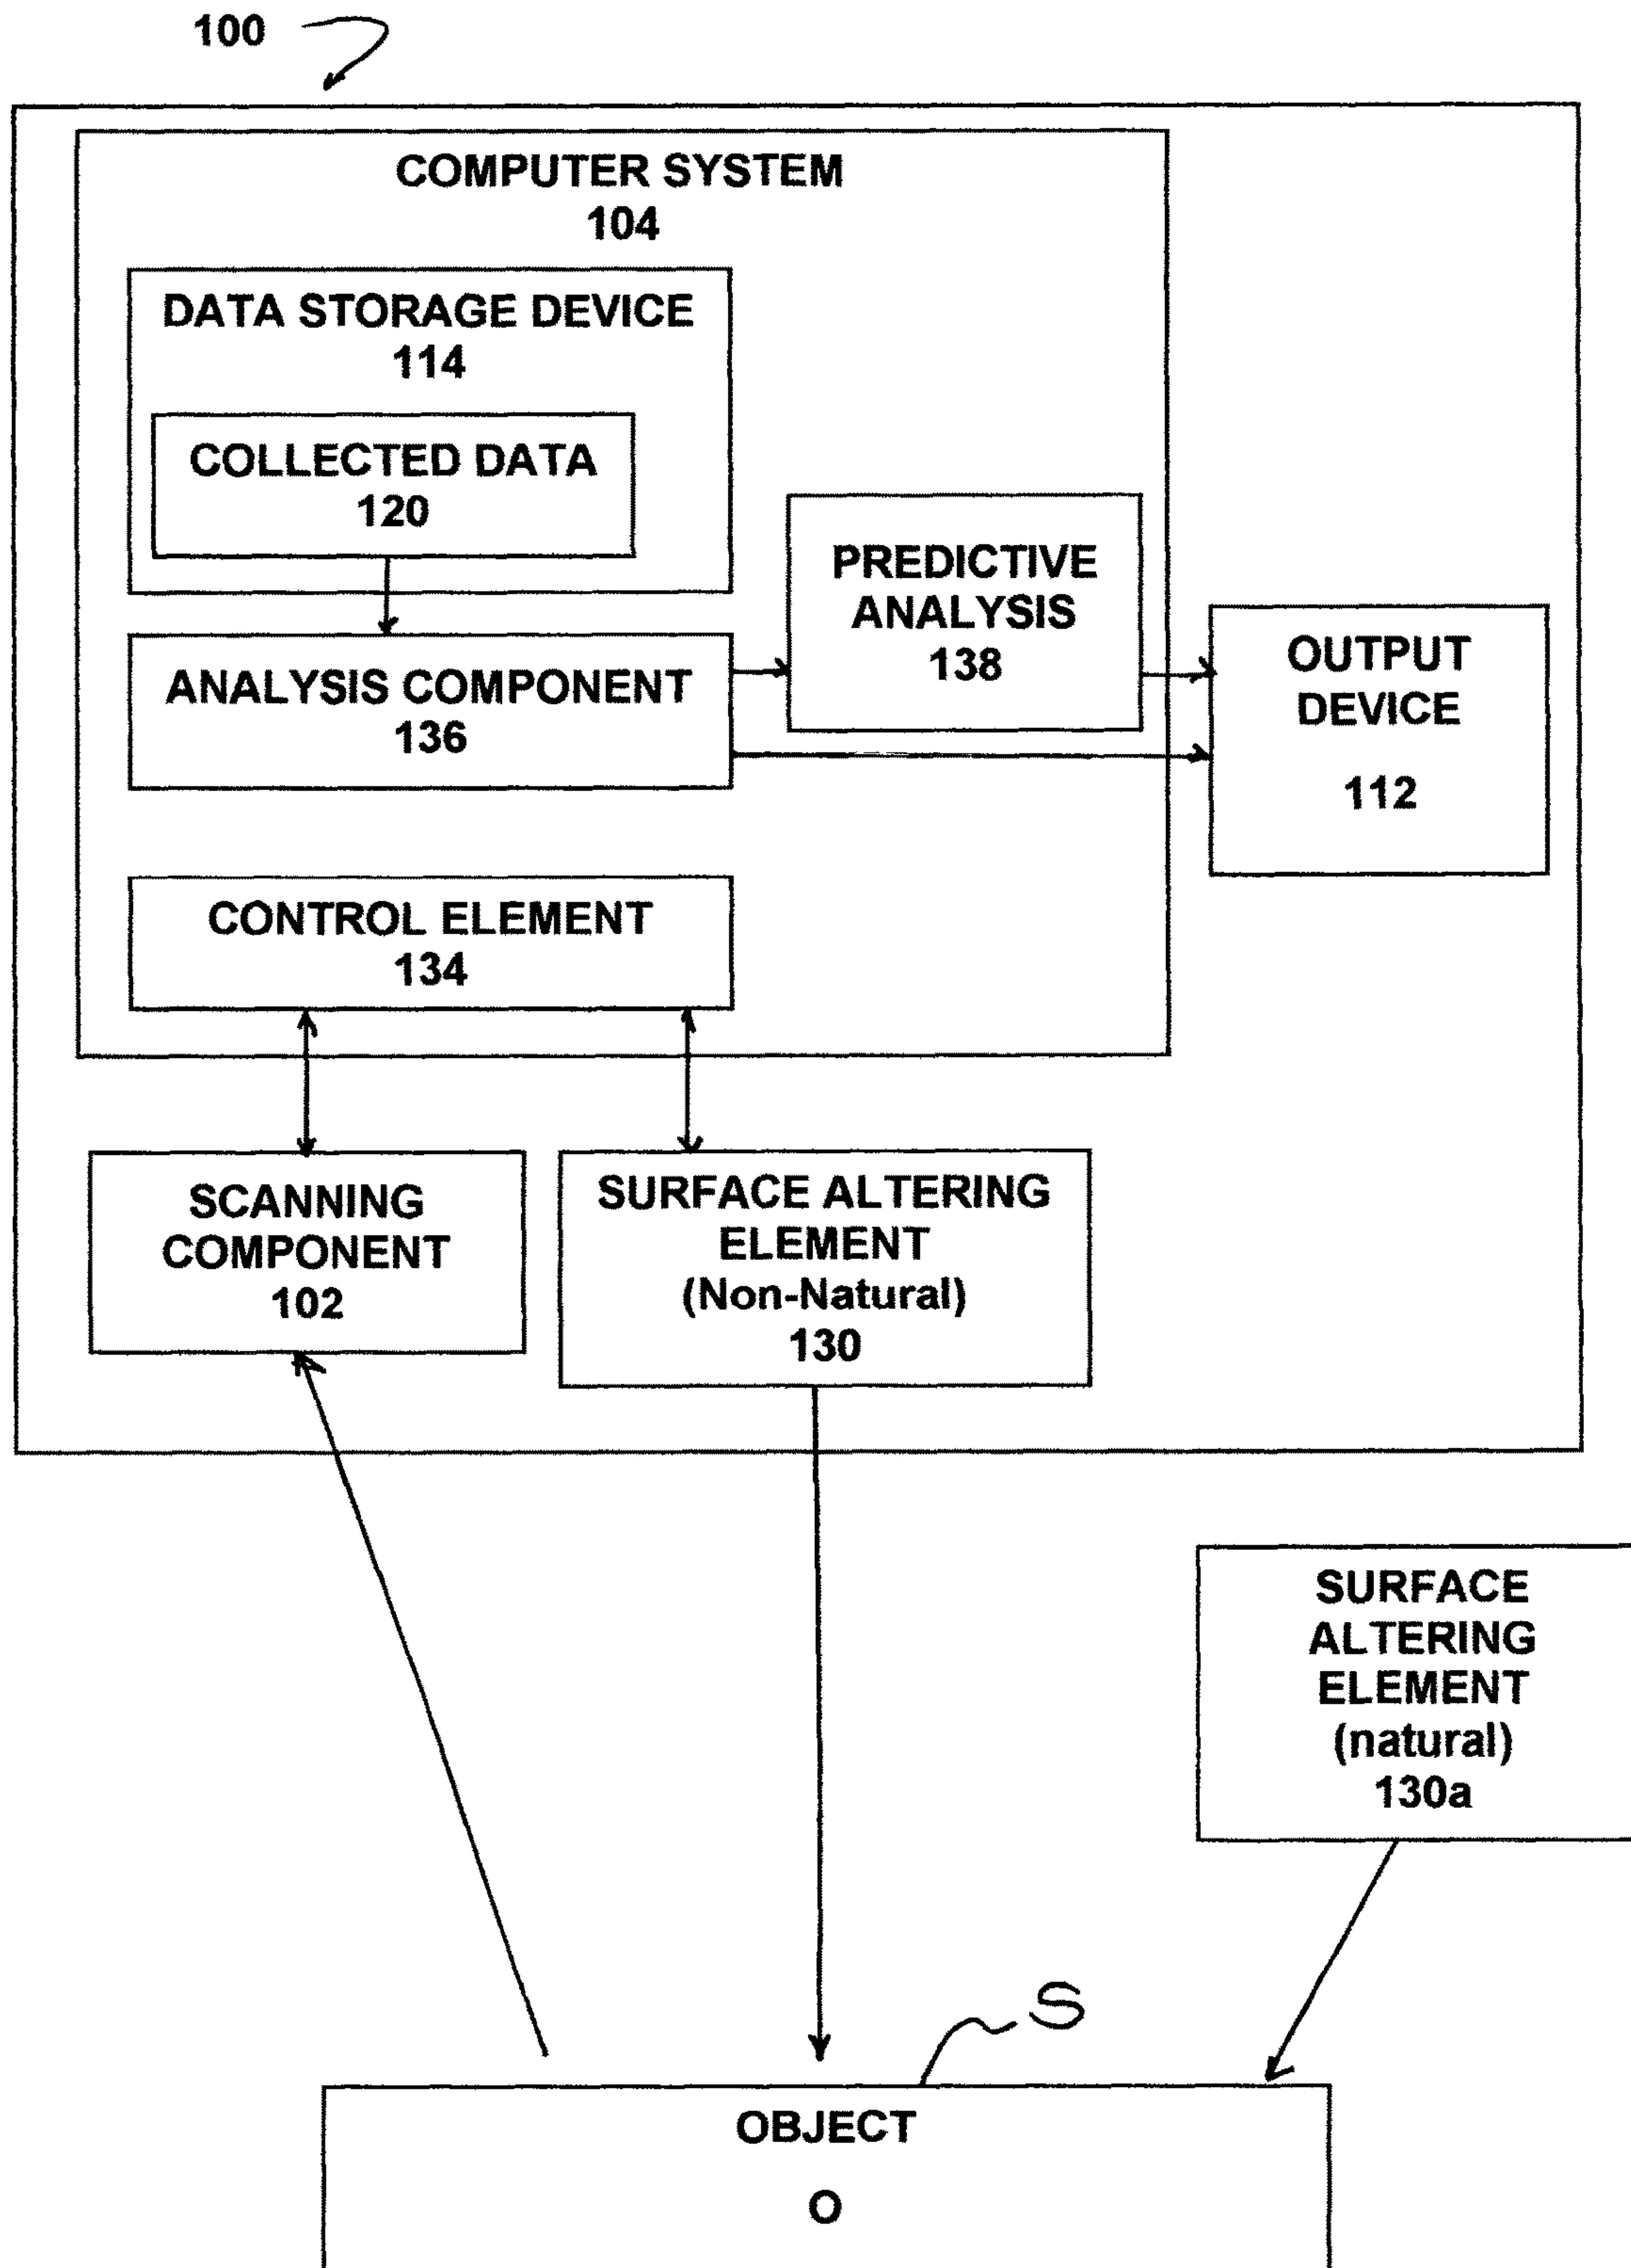 100
COMPUTER SYSTEM
104
DATA STORAGE DEVICE
114
COLLECTED DATA
120
PREDICTIVE
ANALYSIS
138
OUTPUT
DEVICE
112
ANALYSIS COMPONENT
136
CONTROL ELEMENT
134
SCANNING
COMPONENT
102
SURFACE ALTERING
ELEMENT
(Non-Natural)
130
SURFACE
ALTERING
ELEMENT
(natural)
130a
S
OBJECT
O